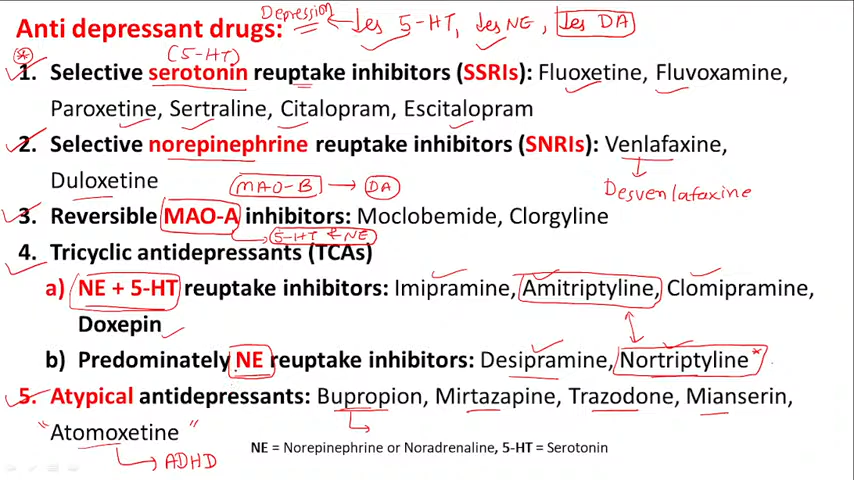 Depression
Anti depressant drugs: ↓es 5-HT, ↓es NE, ↓es DA
(5-HT)
1. Selective serotonin reuptake inhibitors (SSRIs): Fluoxetine, Fluvoxamine,
Paroxetine, Sertraline, Citalopram, Escitalopram
2. Selective norepinephrine reuptake inhibitors (SNRIs): Venlafaxine,
Duloxetine
MAO-B → DA
Desvenlafaxine
3. Reversible MAO-A inhibitors: Moclobemide, Clorgyline
5-HT & NE
4. Tricyclic antidepressants (TCAs)
a) NE + 5-HT reuptake inhibitors: Imipramine, Amitriptyline, Clomipramine,
Doxepin
b) Predominately NE reuptake inhibitors: Desipramine, Nortriptyline*
5. Atypical antidepressants: Bupropion, Mirtazapine, Trazodone, Mianserin,
"Atomoxetine"
ADHD
NE = Norepinephrine or Noradrenaline, 5-HT = Serotonin